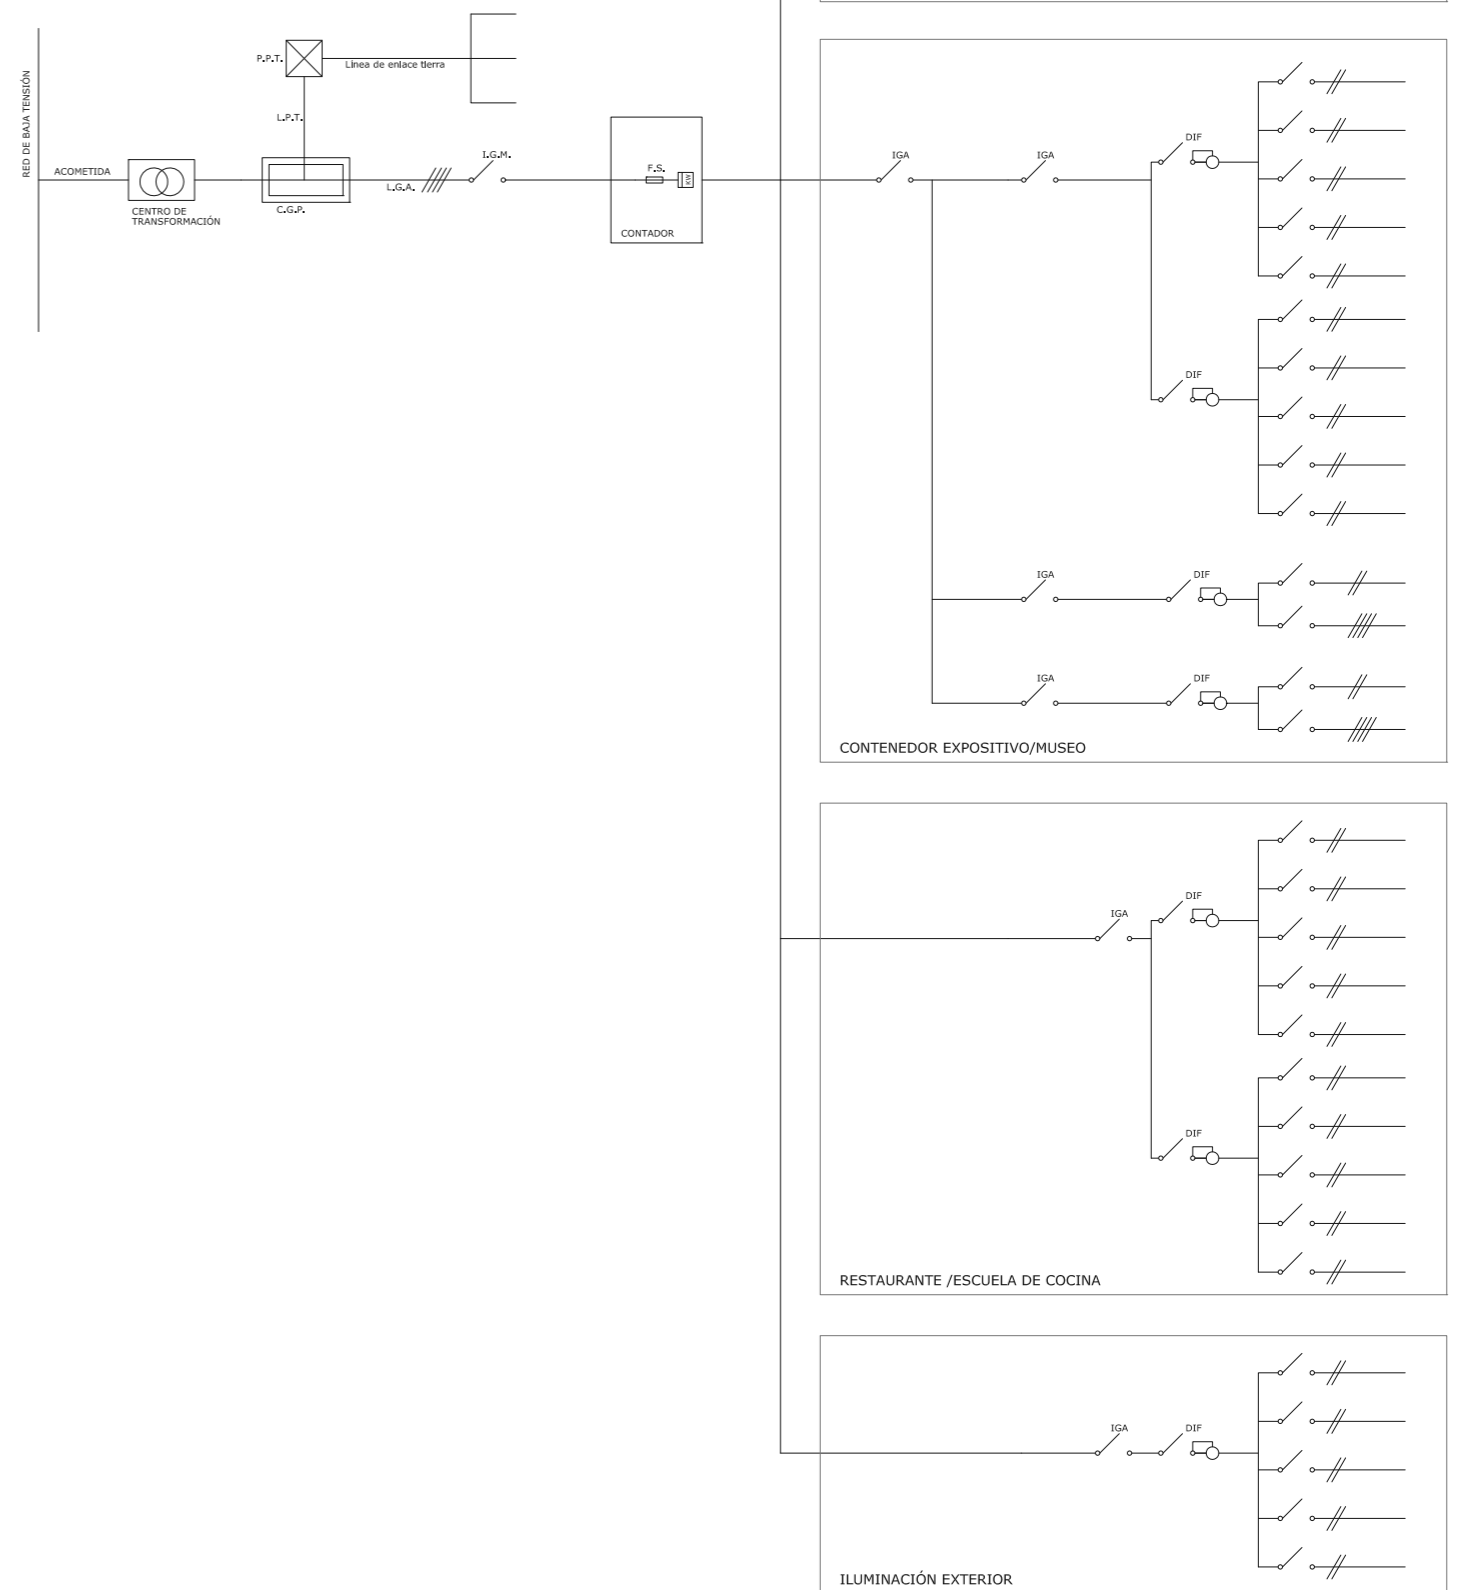 RED DE BAJA TENSIÓN
ACOMETIDA
CENTRO DE
TRANSFORMACIÓN
P.P.T.
Línea de enlace tierra
L.P.T.
C.G.P.
L.G.A.
I.G.M.
F.S.
KW
CONTADOR
IGA
IGA
DIF
DIF
IGA
DIF
IGA
DIF
CONTENEDOR EXPOSITIVO/MUSEO
IGA
DIF
DIF
RESTAURANTE /ESCUELA DE COCINA
IGA
DIF
ILUMINACIÓN EXTERIOR